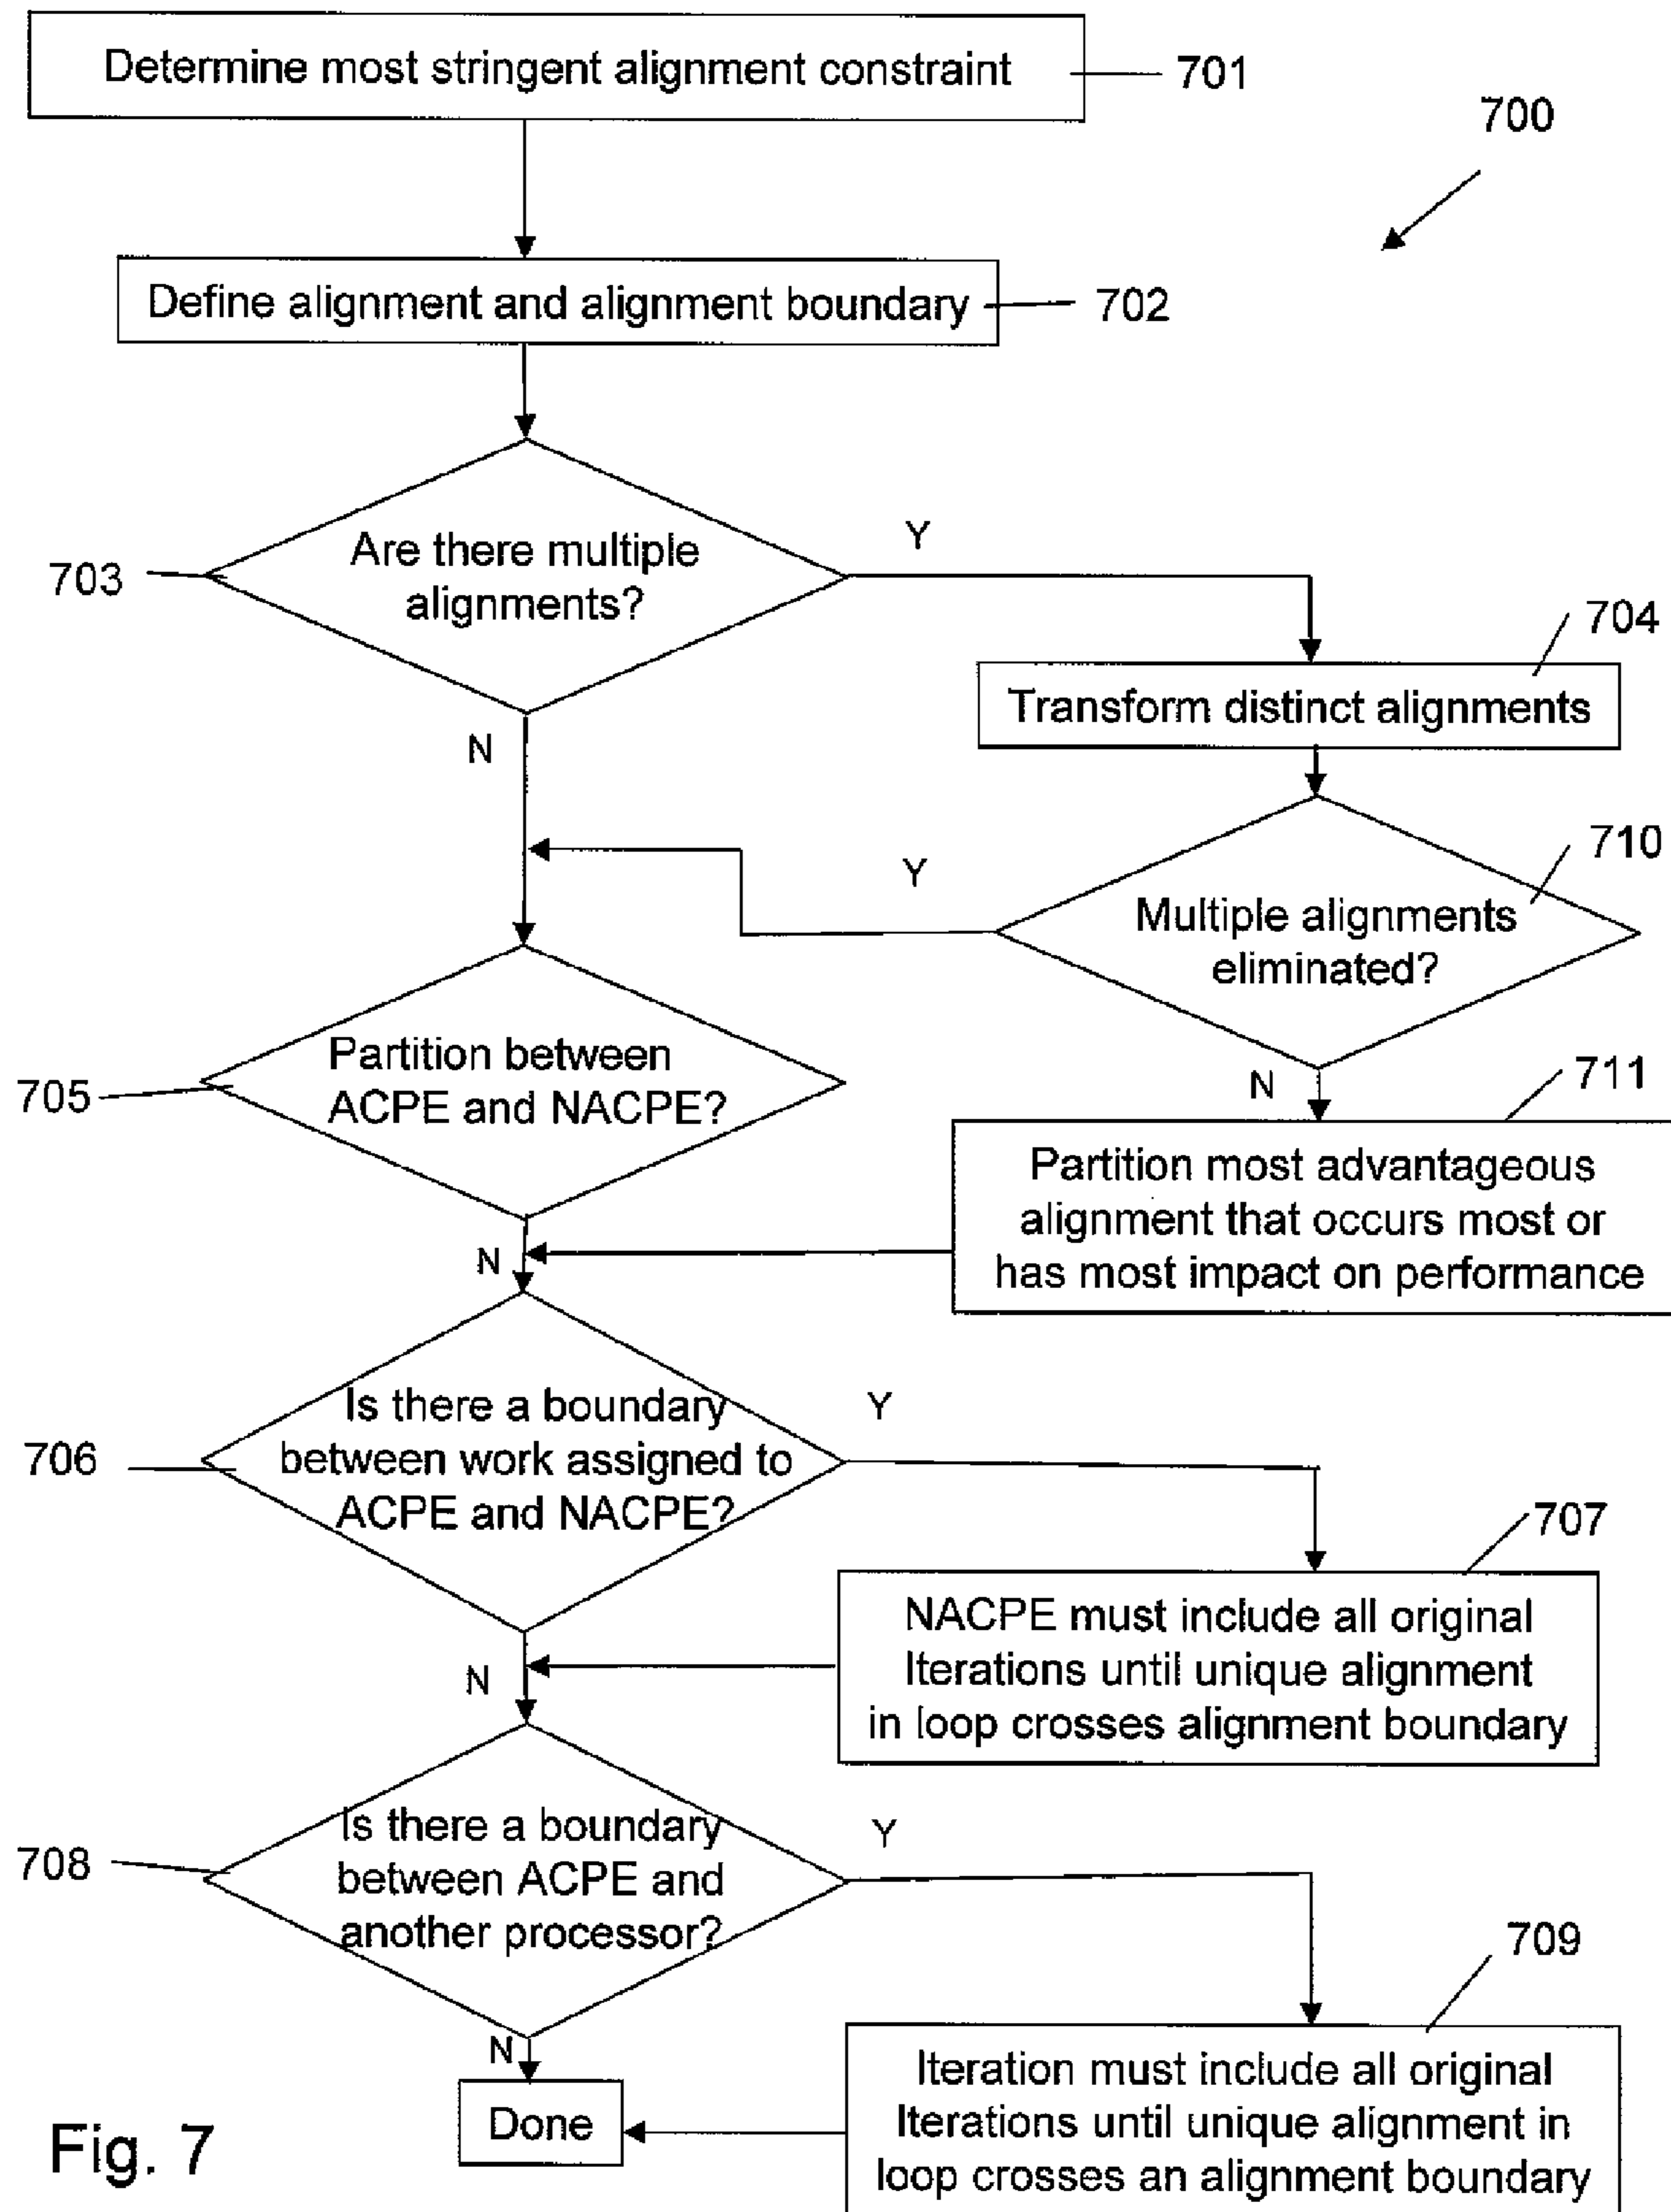 Determine most stringent alignment constraint
701
700
Define alignment and alignment boundary
702
Are there multiple
alignments?
703
Y
N
704
Transform distinct alignments
710
Multiple alignments
eliminated?
Y
N
Partition between
ACPE and NACPE?
705
N
711
Partition most advantageous
alignment that occurs most or
has most impact on performance
Is there a boundary
between work assigned to
ACPE and NACPE?
706
Y
N
707
NACPE must include all original
Iterations until unique alignment
in loop crosses alignment boundary
Is there a boundary
between ACPE and
another processor?
708
Y
N
709
Iteration must include all original
Iterations until unique alignment in
loop crosses an alignment boundary
Done
Fig. 7